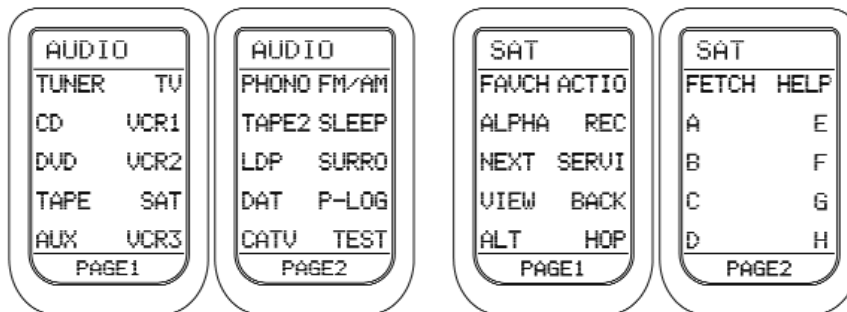 AUDIO
TUNER TV
CD VCR1
DVD VCR2
TAPE SAT
AUX VCR3
PAGE1
AUDIO
PHONO FM/AM
TAPE2 SLEEP
LDP SURRO
DAT P-LOG
CATV TEST
PAGE2
SAT
FAVCH ACTIO
ALPHA REC
NEXT SERVI
VIEW BACK
ALT HOP
PAGE1
SAT
FETCH HELP
A E
B F
C G
D H
PAGE2